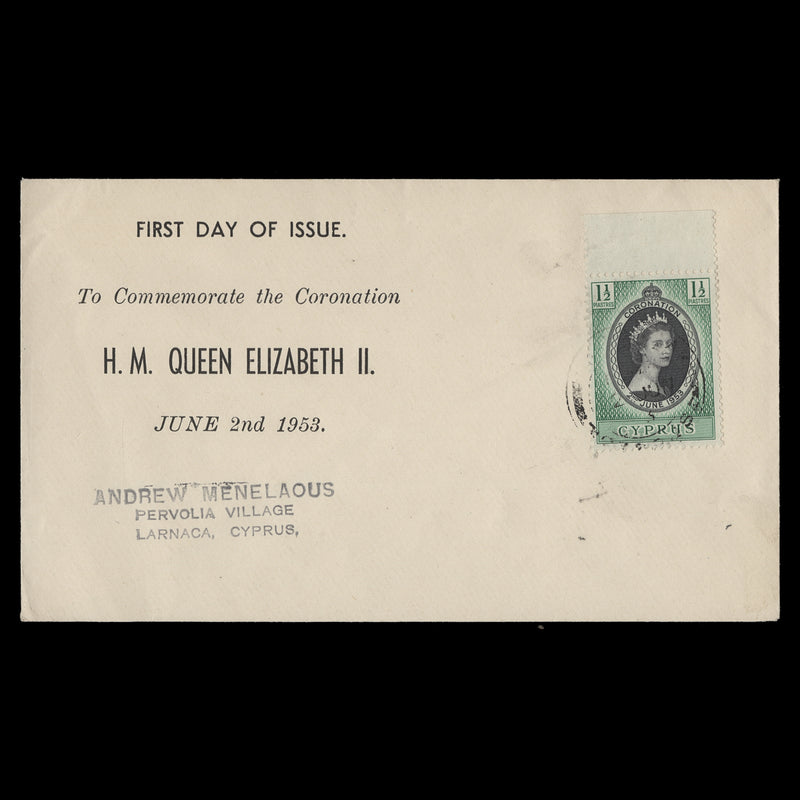 FIRST DAY OF ISSUE.
To Commemorate the Coronation
H. M. QUEEN ELIZABETH II.
JUNE 2nd 1953.
ANDREW MENELAOUS
PERVOLIA VILLAGE
LARNACA, CYPRUS,
1½ 1½
PIASTRES PIASTRES
CORONATION
2ND JUNE 1953
CYPRUS